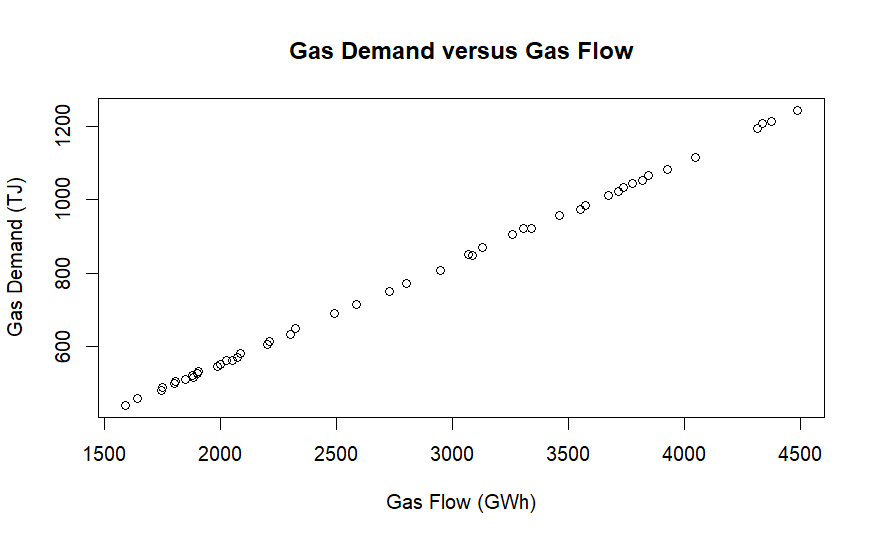 Gas Demand versus Gas Flow
Gas Demand (TJ)
1200
1000
800
600
1500 2000 2500 3000 3500 4000 4500
Gas Flow (GWh)